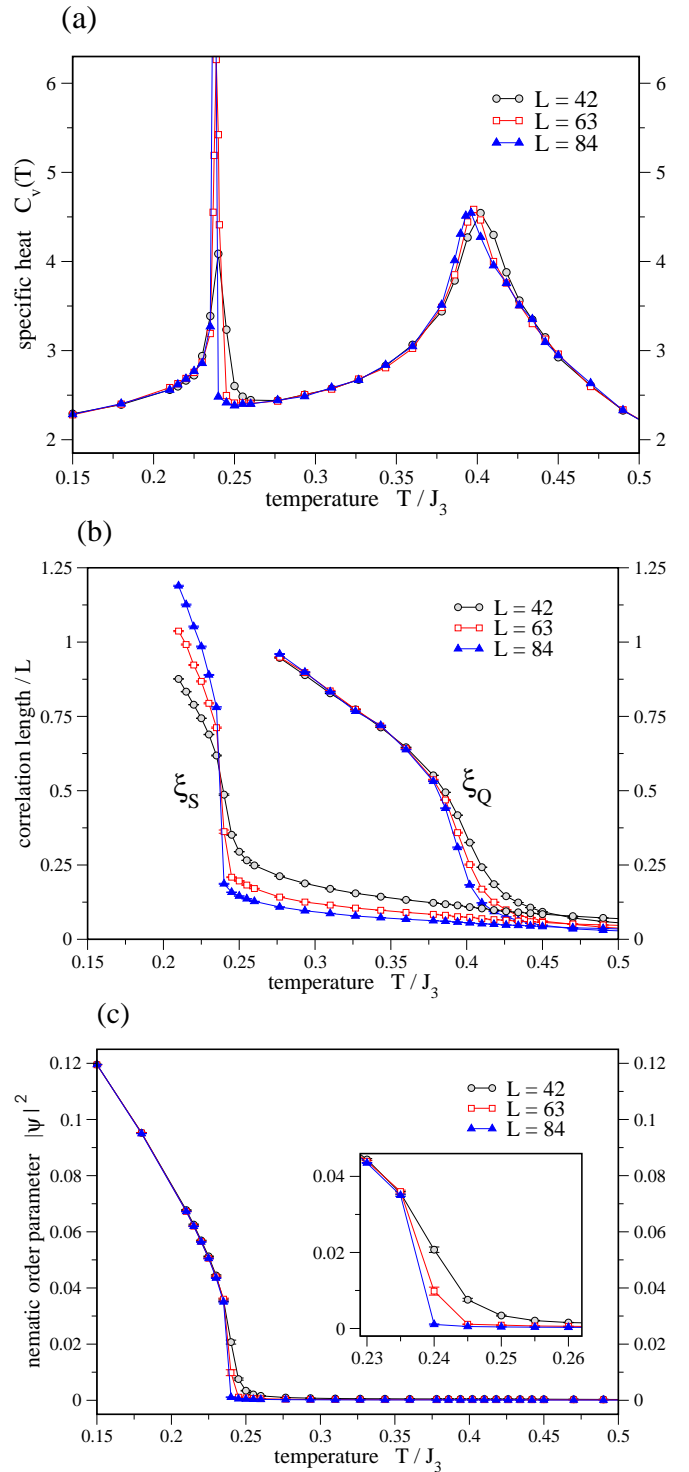 (a)
6
5
4
3
2
6
5
4
3
2
specific heat C_v(T)
L = 42
L = 63
L = 84
0.15 0.2 0.25 0.3 0.35 0.4 0.45 0.5
temperature T / J_3
(b)
1.25
1
0.75
0.5
0.25
0
1.25
1
0.75
0.5
0.25
0
correlation length / L
L = 42
L = 63
L = 84
ξ_S
ξ_Q
0.15 0.2 0.25 0.3 0.35 0.4 0.45 0.5
temperature T / J_3
(c)
0.12
0.1
0.08
0.06
0.04
0.02
0
0.12
0.1
0.08
0.06
0.04
0.02
0
nematic order parameter |ψ|^2
L = 42
L = 63
L = 84
0.04
0.02
0
0.23 0.24 0.25 0.26
0.15 0.2 0.25 0.3 0.35 0.4 0.45 0.5
temperature T / J_3